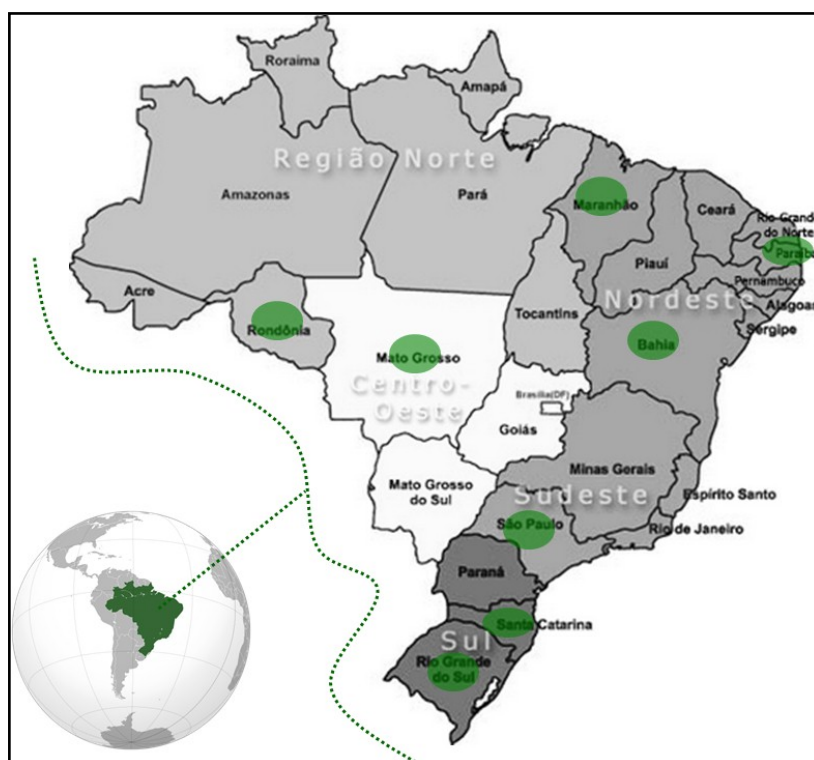 Roraima
Amapá
Região Norte
Amazonas
Pará
Maranhão
Ceará
Rio Grande
do Norte
Paraíba
Piauí
Pernambuco
Acre
Rondônia
Tocantins
Nordeste
Alagoas
Sergipe
Bahia
Mato Grosso
Centro-
Oeste
Brasília(DF)
Goiás
Minas Gerais
Mato Grosso
do Sul
Sudeste
Espírito Santo
São Paulo
Rio de Janeiro
Paraná
Santa Catarina
Sul
Rio Grande
do Sul